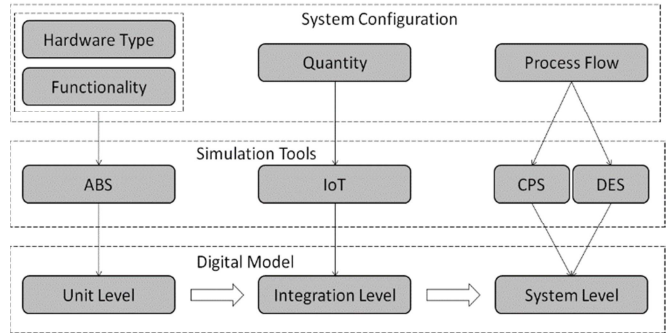 System Configuration
Hardware Type
Functionality
Quantity
Process Flow
Simulation Tools
ABS
IoT
CPS
DES
Digital Model
Unit Level
Integration Level
System Level